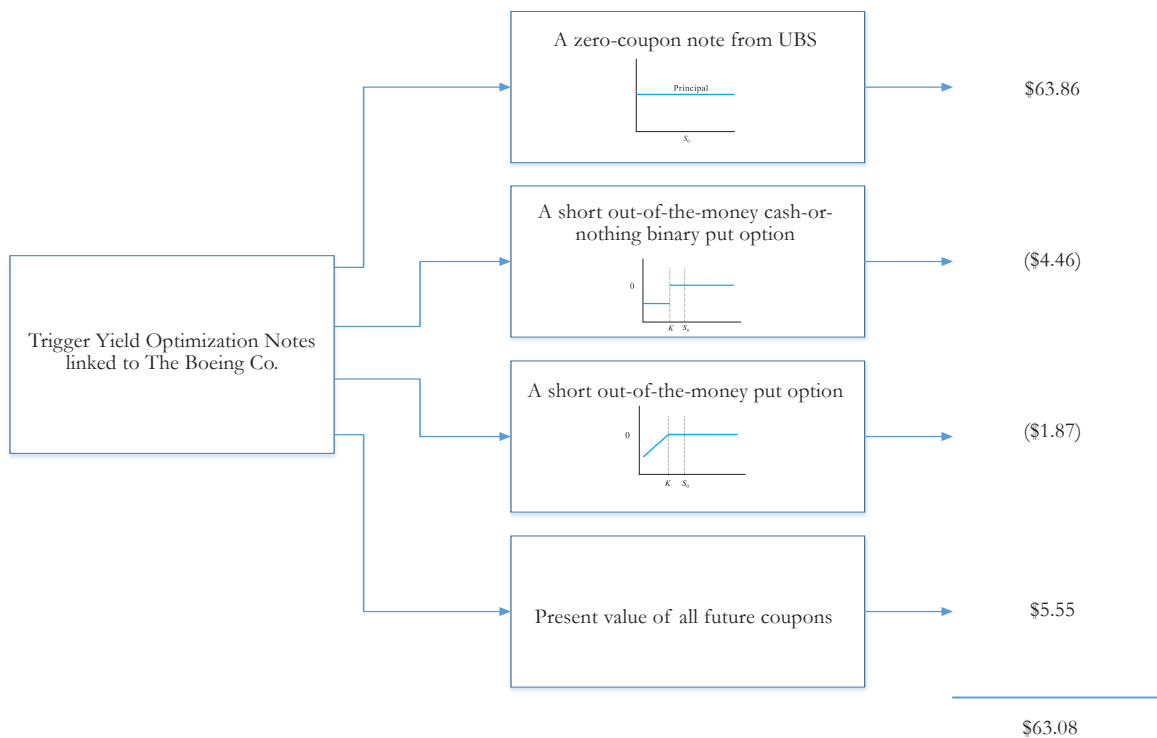 A zero-coupon note from UBS
Principal
S0
$63.86
A short out-of-the-money cash-or-
nothing binary put option
0
K S0
($4.46)
Trigger Yield Optimization Notes
linked to The Boeing Co.
A short out-of-the-money put option
0
K S0
($1.87)
Present value of all future coupons
$5.55
$63.08